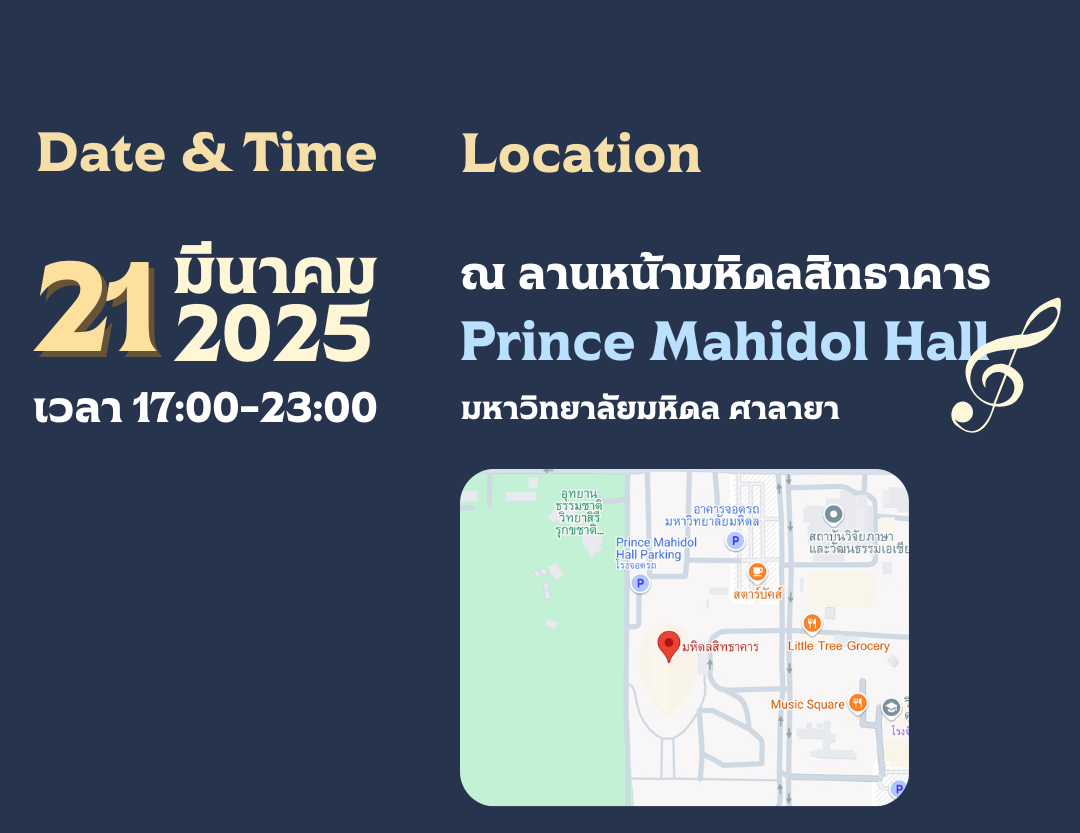 Date & Time
21 มีนาคม
2025
เวลา 17:00-23:00
Location
ณ ลานหน้ามหิดลสิทธาคาร
Prince Mahidol Hall
มหาวิทยาลัยมหิดล ศาลายา
อุทยาน
ธรรมชาติ
วิทยาสิรี
รุกขชาติ...
อาคารจอดรถ
มหาวิทยาลัยมหิดล
P
Prince Mahidol
Hall Parking
โรงจอดรถ
P
สถาบันวิจัยภาษา
และวัฒนธรรมเอเชีย
สตาร์บัคส์
Little Tree Grocery
มหิดลสิทธาคาร
Music Square
P